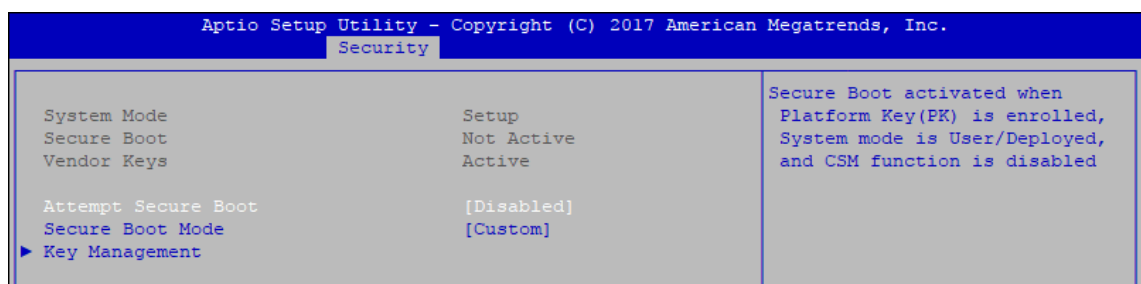 Aptio Setup Utility – Copyright (C) 2017 American Megatrends, Inc.
Security
System Mode Setup
Secure Boot Not Active
Vendor Keys Active
Attempt Secure Boot [Disabled]
Secure Boot Mode [Custom]
► Key Management
Secure Boot activated when
Platform Key(PK) is enrolled,
System mode is User/Deployed,
and CSM function is disabled